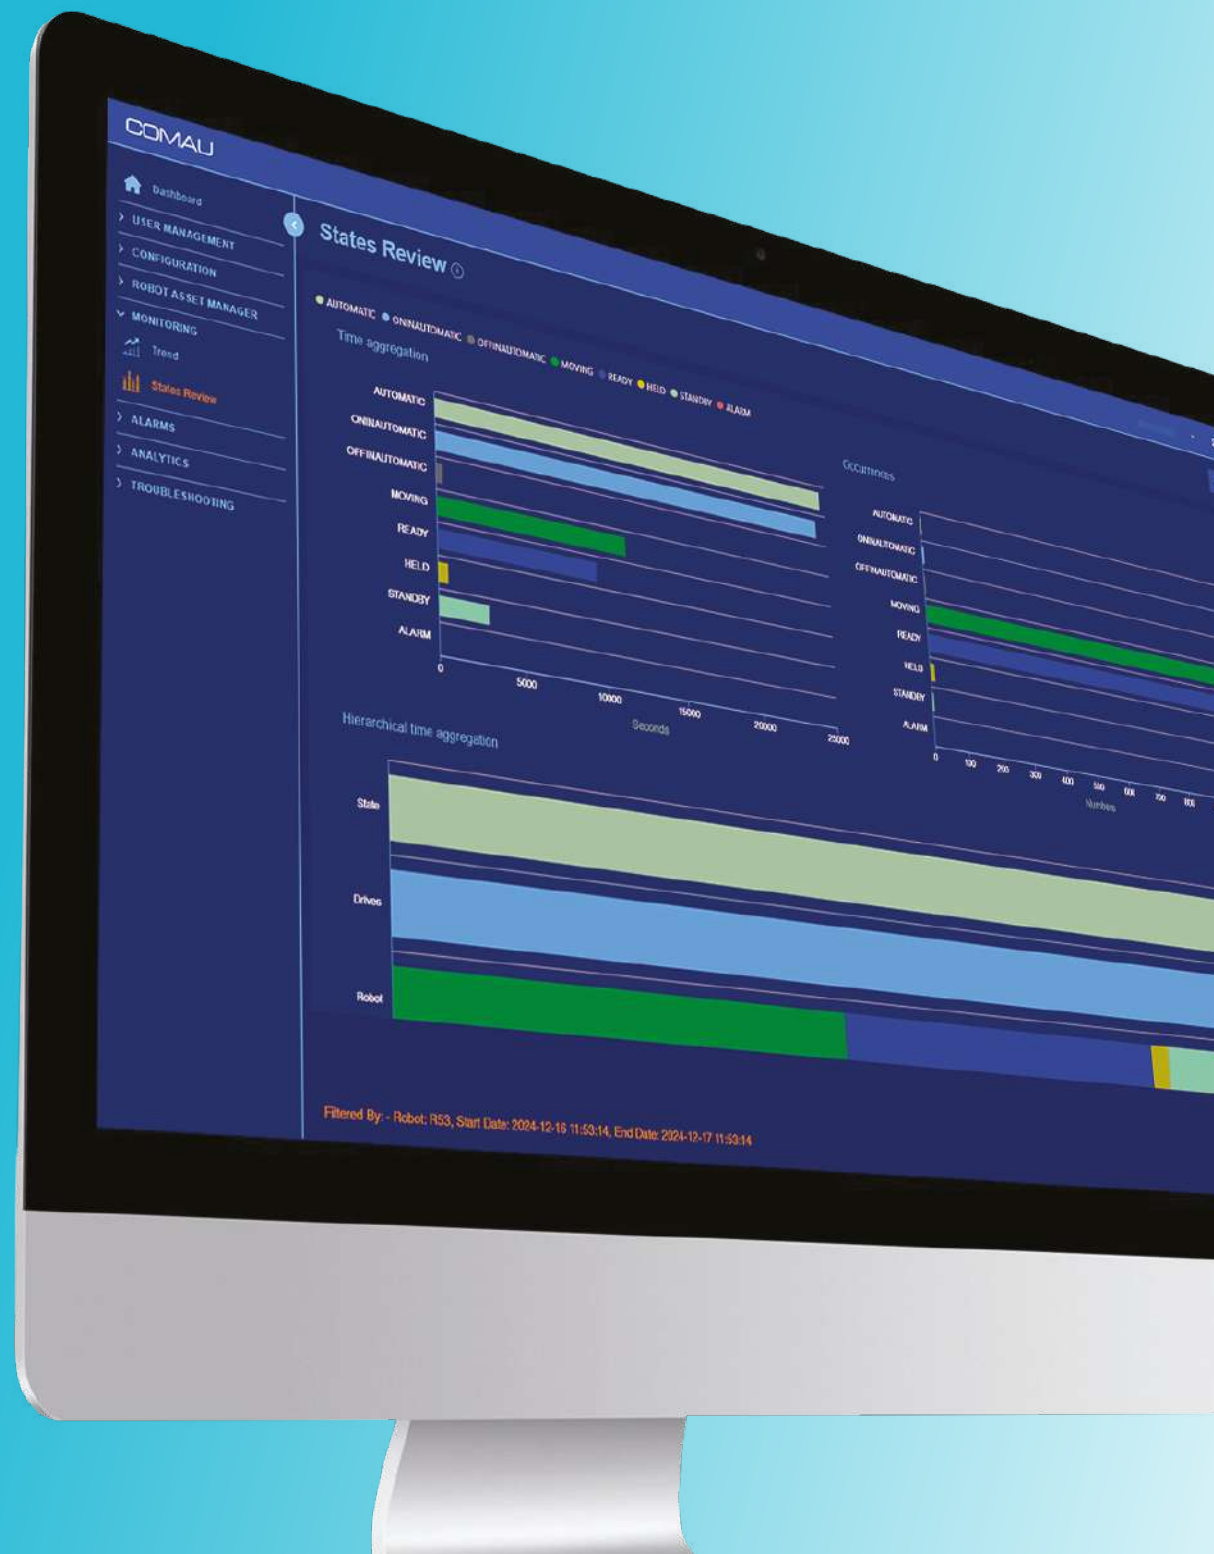 COMAU
Dashboard
USER MANAGEMENT
CONFIGURATION
ROBOT ASSET MANAGER
MONITORING
Trend
States Review
ALARMS
ANALYTICS
TROUBLESHOOTING
States Review
AUTOMATIC ONINAUTOMATIC OFFINAUTOMATIC MOVING READY HELD STANDBY ALARM
Time aggregation
AUTOMATIC
ONINAUTOMATIC
OFFINAUTOMATIC
MOVING
READY
HELD
STANDBY
ALARM
0 5000 10000 15000 20000 25000
Seconds
Occurrences
AUTOMATIC
ONINAUTOMATIC
OFFINAUTOMATIC
MOVING
READY
HELD
STANDBY
ALARM
0 100 200 300 400 500 600 700 800
Number
Hierarchical time aggregation
State
Drives
Robot
Filtered By: - Robot: R53, Start Date: 2024-12-16 11:53:14, End Date: 2024-12-17 11:53:14